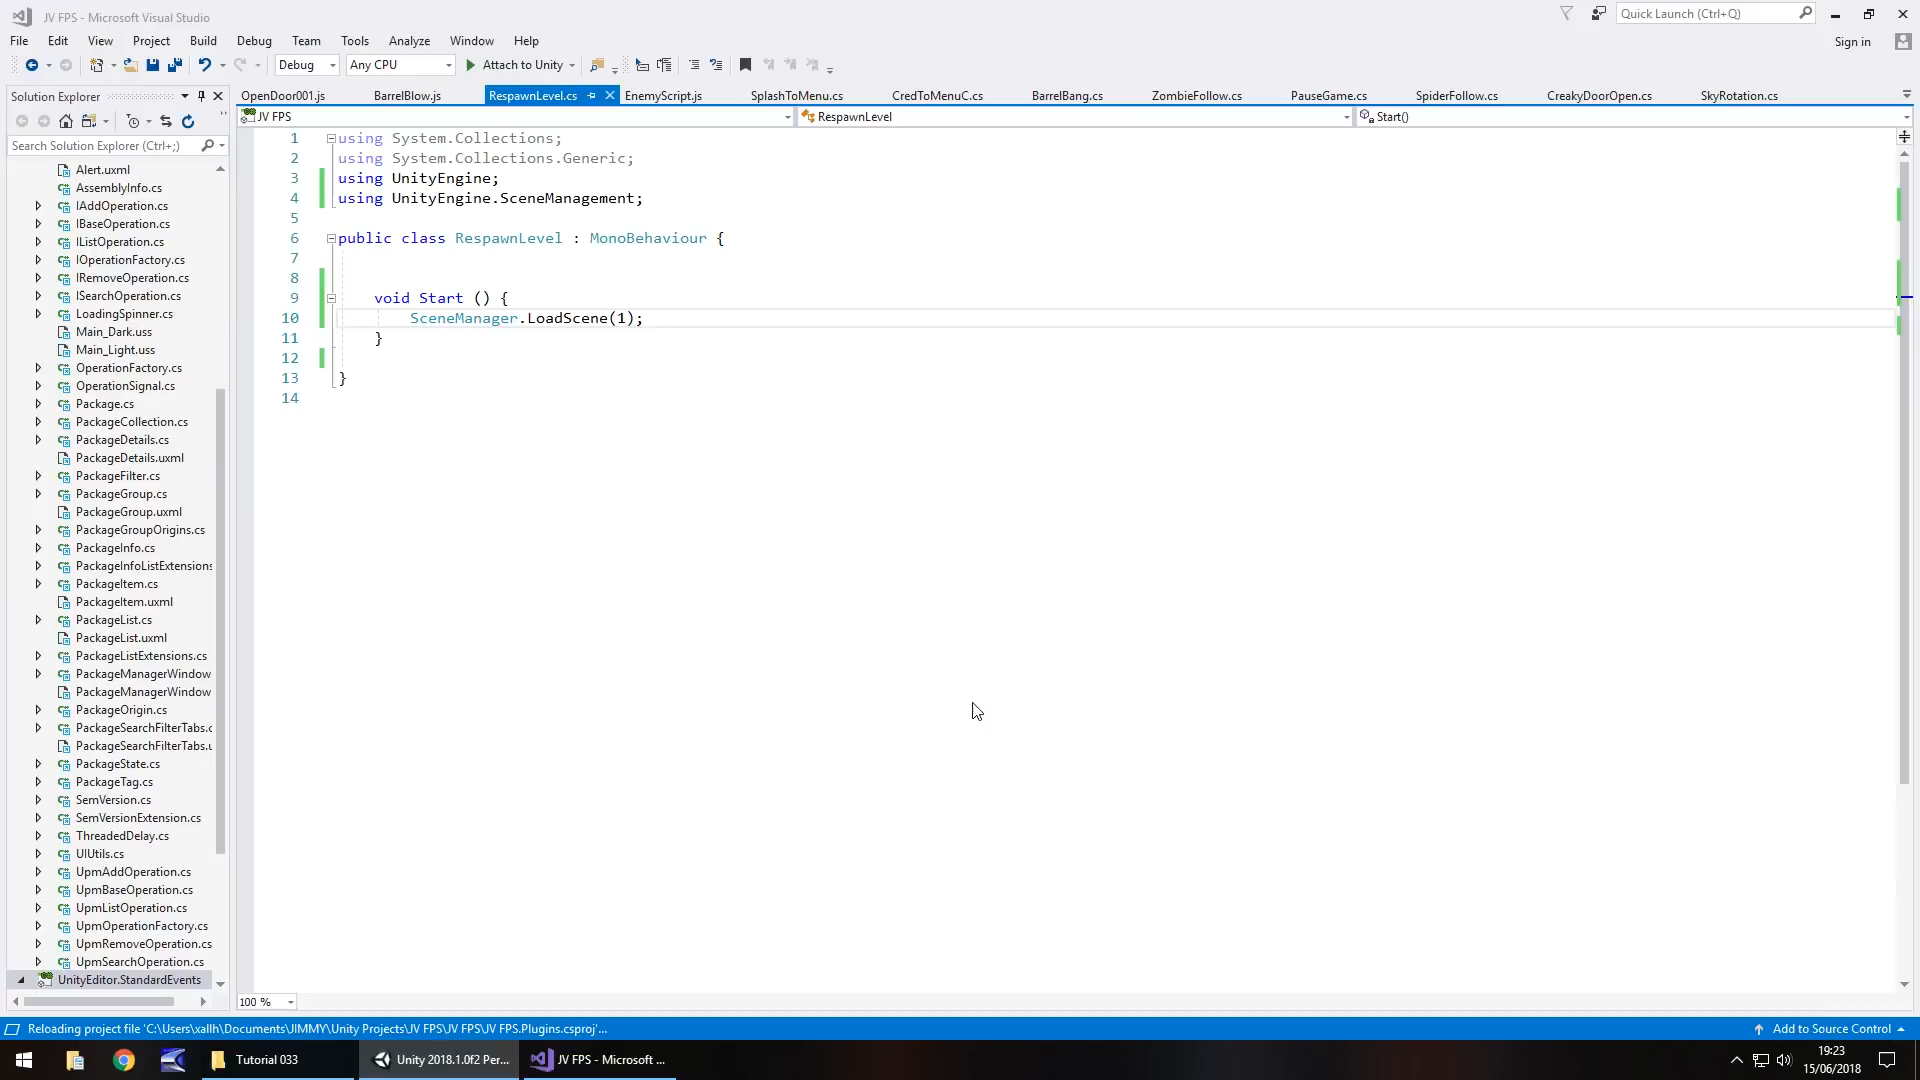 JV FPS - Microsoft Visual Studio
Quick Launch (Ctrl+Q)
File Edit View Project Build Debug Team Tools Analyze Window Help
Sign in
Debug Any CPU Attach to Unity
Solution Explorer
OpenDoor001.js BarrelBlow.js RespawnLevel.cs EnemyScript.js SplashToMenu.cs CredToMenuC.cs BarrelBang.cs ZombieFollow.cs PauseGame.cs SpiderFollow.cs CreakyDoorOpen.cs SkyRotation.cs
JV FPS RespawnLevel Start()
Search Solution Explorer (Ctrl+;)
Alert.uxml
AssemblyInfo.cs
IAddOperation.cs
IBaseOperation.cs
IListOperation.cs
IOperationFactory.cs
IRemoveOperation.cs
ISearchOperation.cs
LoadingSpinner.cs
Main_Dark.uss
Main_Light.uss
OperationFactory.cs
OperationSignal.cs
Package.cs
PackageCollection.cs
PackageDetails.cs
PackageDetails.uxml
PackageFilter.cs
PackageGroup.cs
PackageGroup.uxml
PackageGroupOrigins.cs
PackageInfo.cs
PackageInfoListExtensions
PackageItem.cs
PackageItem.uxml
PackageList.cs
PackageList.uxml
PackageListExtensions.cs
PackageManagerWindow
PackageManagerWindow
PackageOrigin.cs
PackageSearchFilterTabs.c
PackageSearchFilterTabs.u
PackageState.cs
PackageTag.cs
SemVersion.cs
SemVersionExtension.cs
ThreadedDelay.cs
UIUtils.cs
UpmAddOperation.cs
UpmBaseOperation.cs
UpmListOperation.cs
UpmOperationFactory.cs
UpmRemoveOperation.cs
UpmSearchOperation.cs
UnityEditor.StandardEvents
1 using System.Collections;
2 using System.Collections.Generic;
3 using UnityEngine;
4 using UnityEngine.SceneManagement;
5
6 public class RespawnLevel : MonoBehaviour {
7
8
9 void Start () {
10 SceneManager.LoadScene(1);
11 }
12
13 }
14
100 %
Reloading project file 'C:\Users\xallh\Documents\JIMMY\Unity Projects\JV FPS\JV FPS\JV FPS.Plugins.csproj'...
Add to Source Control
Tutorial 033
Unity 2018.1.0f2 Per...
JV FPS - Microsoft ...
19:23
15/06/2018